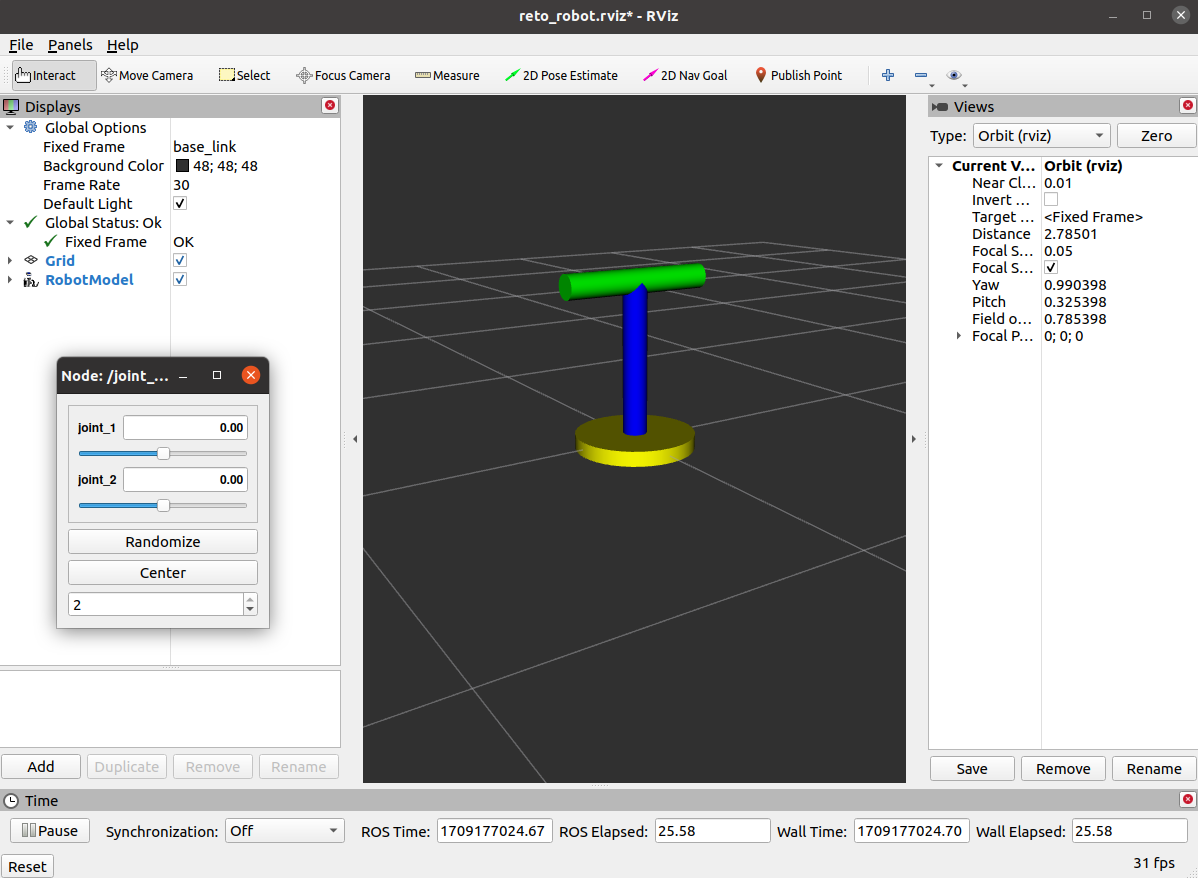 reto_robot.rviz* - RViz
File Panels Help
Interact Move Camera Select Focus Camera Measure 2D Pose Estimate 2D Nav Goal Publish Point
Displays
Global Options
Fixed Frame base_link
Background Color 48; 48; 48
Frame Rate 30
Default Light
Global Status: Ok
Fixed Frame OK
Grid
RobotModel
Node: /joint_...
joint_1 0.00
joint_2 0.00
Randomize
Center
2
Add Duplicate Remove Rename
Views
Type: Orbit (rviz) Zero
Current V... Orbit (rviz)
Near Cl... 0.01
Invert ...
Target ... <Fixed Frame>
Distance 2.78501
Focal S... 0.05
Focal S...
Yaw 0.990398
Pitch 0.325398
Field o... 0.785398
Focal P... 0; 0; 0
Save Remove Rename
Time
Pause Synchronization: Off ROS Time: 1709177024.67 ROS Elapsed: 25.58 Wall Time: 1709177024.70 Wall Elapsed: 25.58
Reset 31 fps